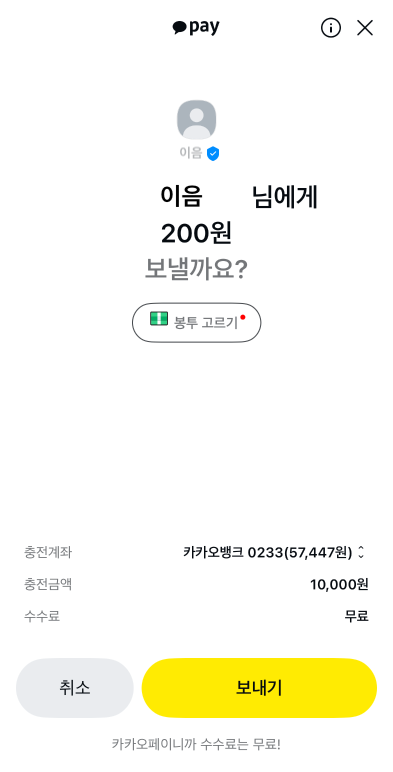 pay
이음
이음 님에게
200원
보낼까요?
봉투 고르기
충전계좌 카카오뱅크 0233(57,447원)
충전금액 10,000원
수수료 무료
취소 보내기
카카오페이니까 수수료는 무료!